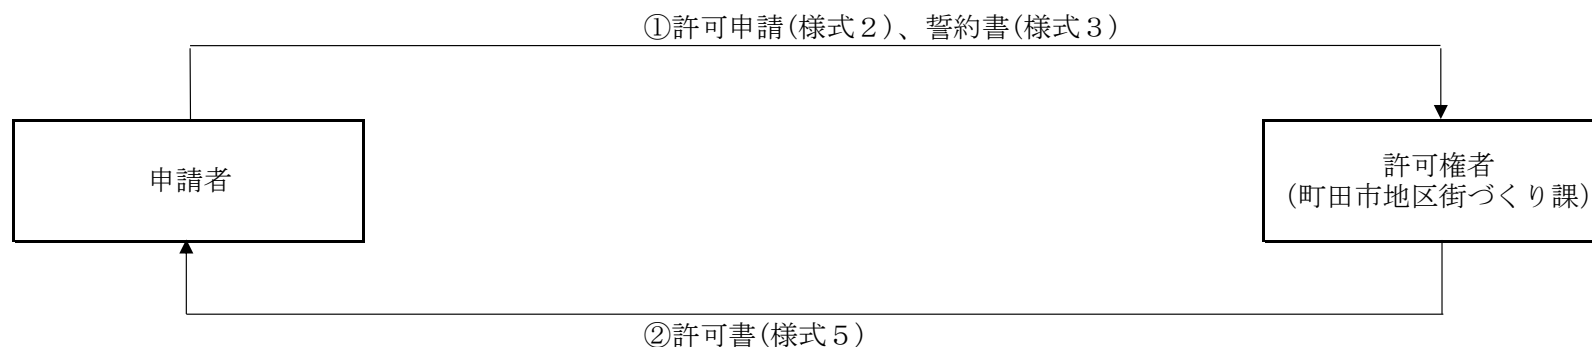 ①許可申請(様式２)、誓約書(様式３)
申請者
許可権者
(町田市地区街づくり課)
②許可書(様式５)